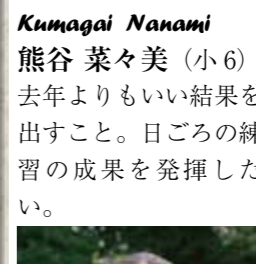 Kumagai Nanami
熊谷 菜々美（小 6）
去年よりもいい結果を
出すこと。日ごろの練
習の成果を発揮した
い。